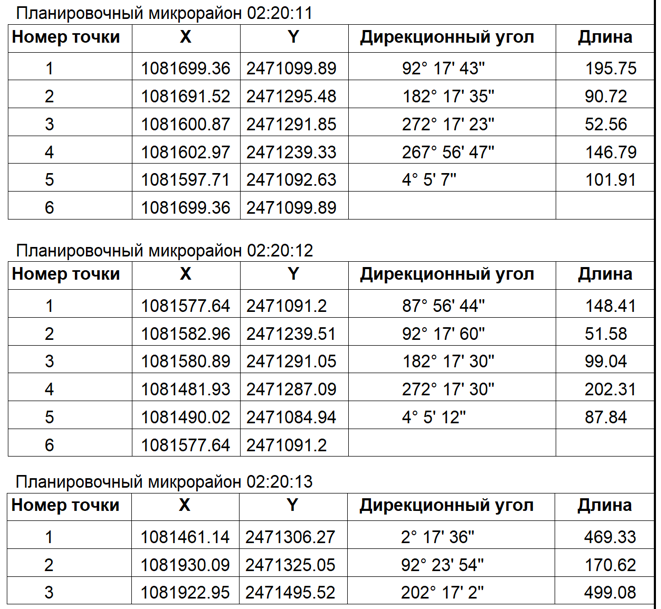 Планировочный микрорайон 02:20:11
Номер точки X Y Дирекционный угол Длина
1 1081699.36 2471099.89 92° 17' 43" 195.75
2 1081691.52 2471295.48 182° 17' 35" 90.72
3 1081600.87 2471291.85 272° 17' 23" 52.56
4 1081602.97 2471239.33 267° 56' 47" 146.79
5 1081597.71 2471092.63 4° 5' 7" 101.91
6 1081699.36 2471099.89
Планировочный микрорайон 02:20:12
Номер точки X Y Дирекционный угол Длина
1 1081577.64 2471091.2 87° 56' 44" 148.41
2 1081582.96 2471239.51 92° 17' 60" 51.58
3 1081580.89 2471291.05 182° 17' 30" 99.04
4 1081481.93 2471287.09 272° 17' 30" 202.31
5 1081490.02 2471084.94 4° 5' 12" 87.84
6 1081577.64 2471091.2
Планировочный микрорайон 02:20:13
Номер точки X Y Дирекционный угол Длина
1 1081461.14 2471306.27 2° 17' 36" 469.33
2 1081930.09 2471325.05 92° 23' 54" 170.62
3 1081922.95 2471495.52 202° 17' 2" 499.08